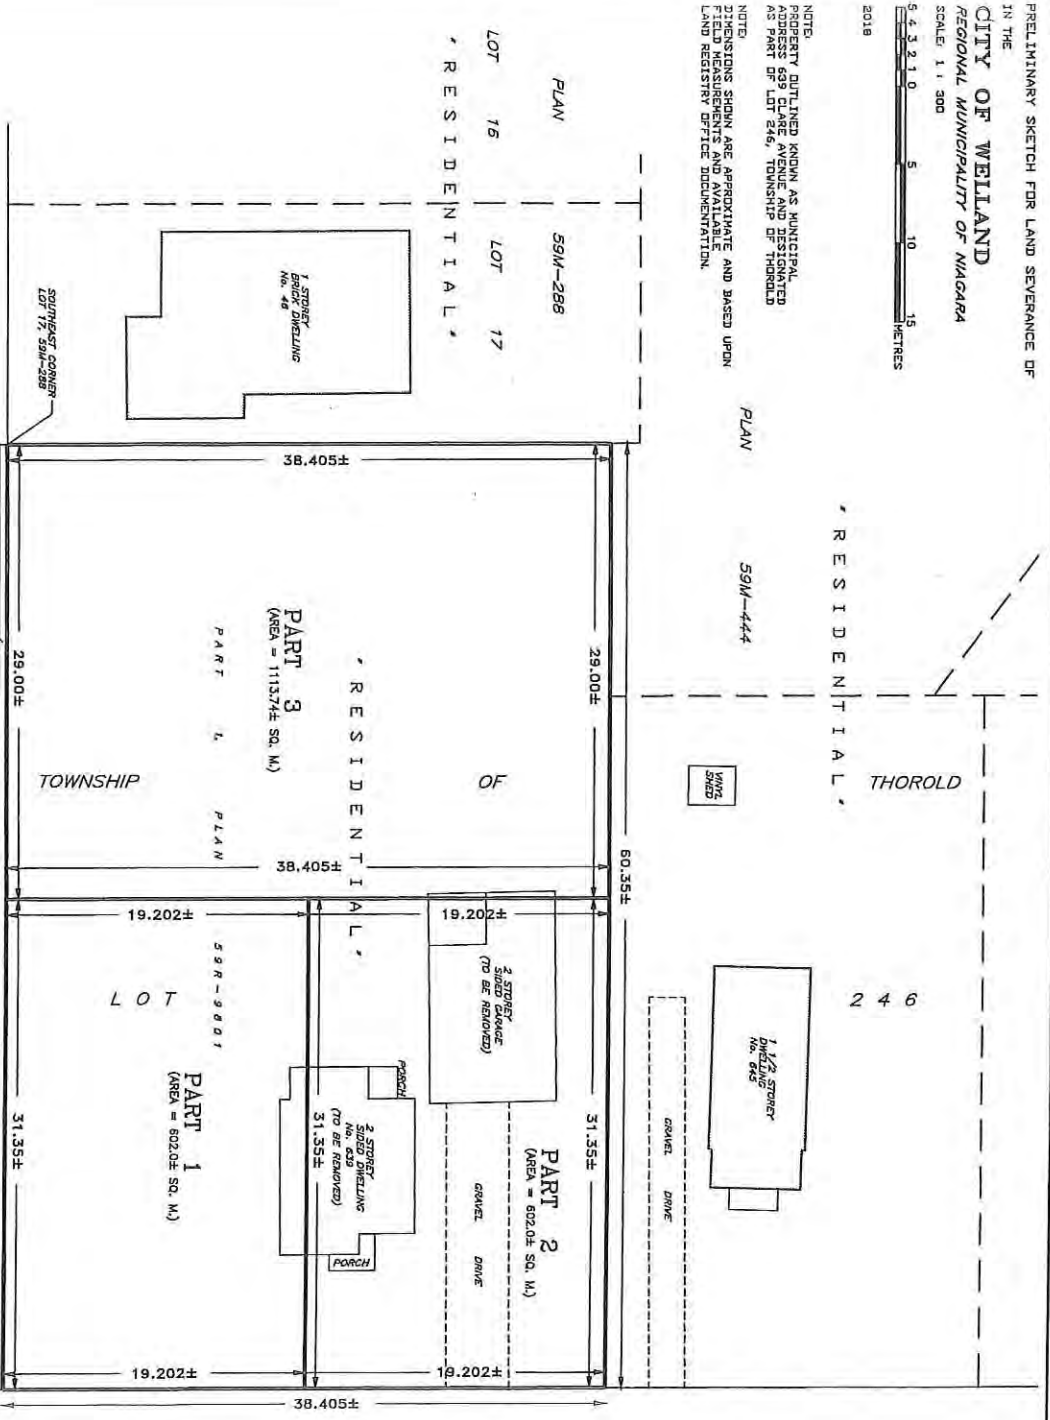 PRELIMINARY SKETCH FOR LAND SEVERANCE OF
IN THE
CITY OF WELLAND
REGIONAL MUNICIPALITY OF NIAGARA
SCALE: 1 : 300
5 4 3 2 1 0 5 10 15 METRES
2018
NOTE:
PROPERTY OUTLINED KNOWN AS MUNICIPAL
ADDRESS 639 CLARE AVENUE AND DESIGNATED
AS PART OF LOT 246, TOWNSHIP OF THOROLD
NOTE:
DIMENSIONS SHOWN ARE APPROXIMATE AND BASED UPON
FIELD MEASUREMENTS AND AVAILABLE
LAND REGISTRY OFFICE DOCUMENTATION.
PLAN 59M-288
LOT 16 LOT 17
"RESIDENTIAL"
1 STOREY
BRICK DWELLING
No. 48
SOUTHEAST CORNER
LOT 17, 59M-288
PLAN 59M-444
"RESIDENTIAL"
THOROLD
246
VINYL
SHED
1 1/2 STOREY
DWELLING
No. 645
GRAVEL DRIVE
60.35±
38.405±
29.00±
29.00±
PART 3
(AREA = 1113.74± SQ. M.)
"RESIDENTIAL"
PART 1, PLAN 59R-9801
TOWNSHIP
OF
LOT
38.405±
19.202±
19.202±
2 STOREY
SIDED GARAGE
(TO BE REMOVED)
PORCH
2 STOREY
SIDED DWELLING
No. 639
(TO BE REMOVED)
PORCH
31.35±
31.35±
31.35±
PART 1
(AREA = 602.0± SQ. M.)
PART 2
(AREA = 602.0± SQ. M.)
GRAVEL DRIVE
19.202±
19.202±
38.405±